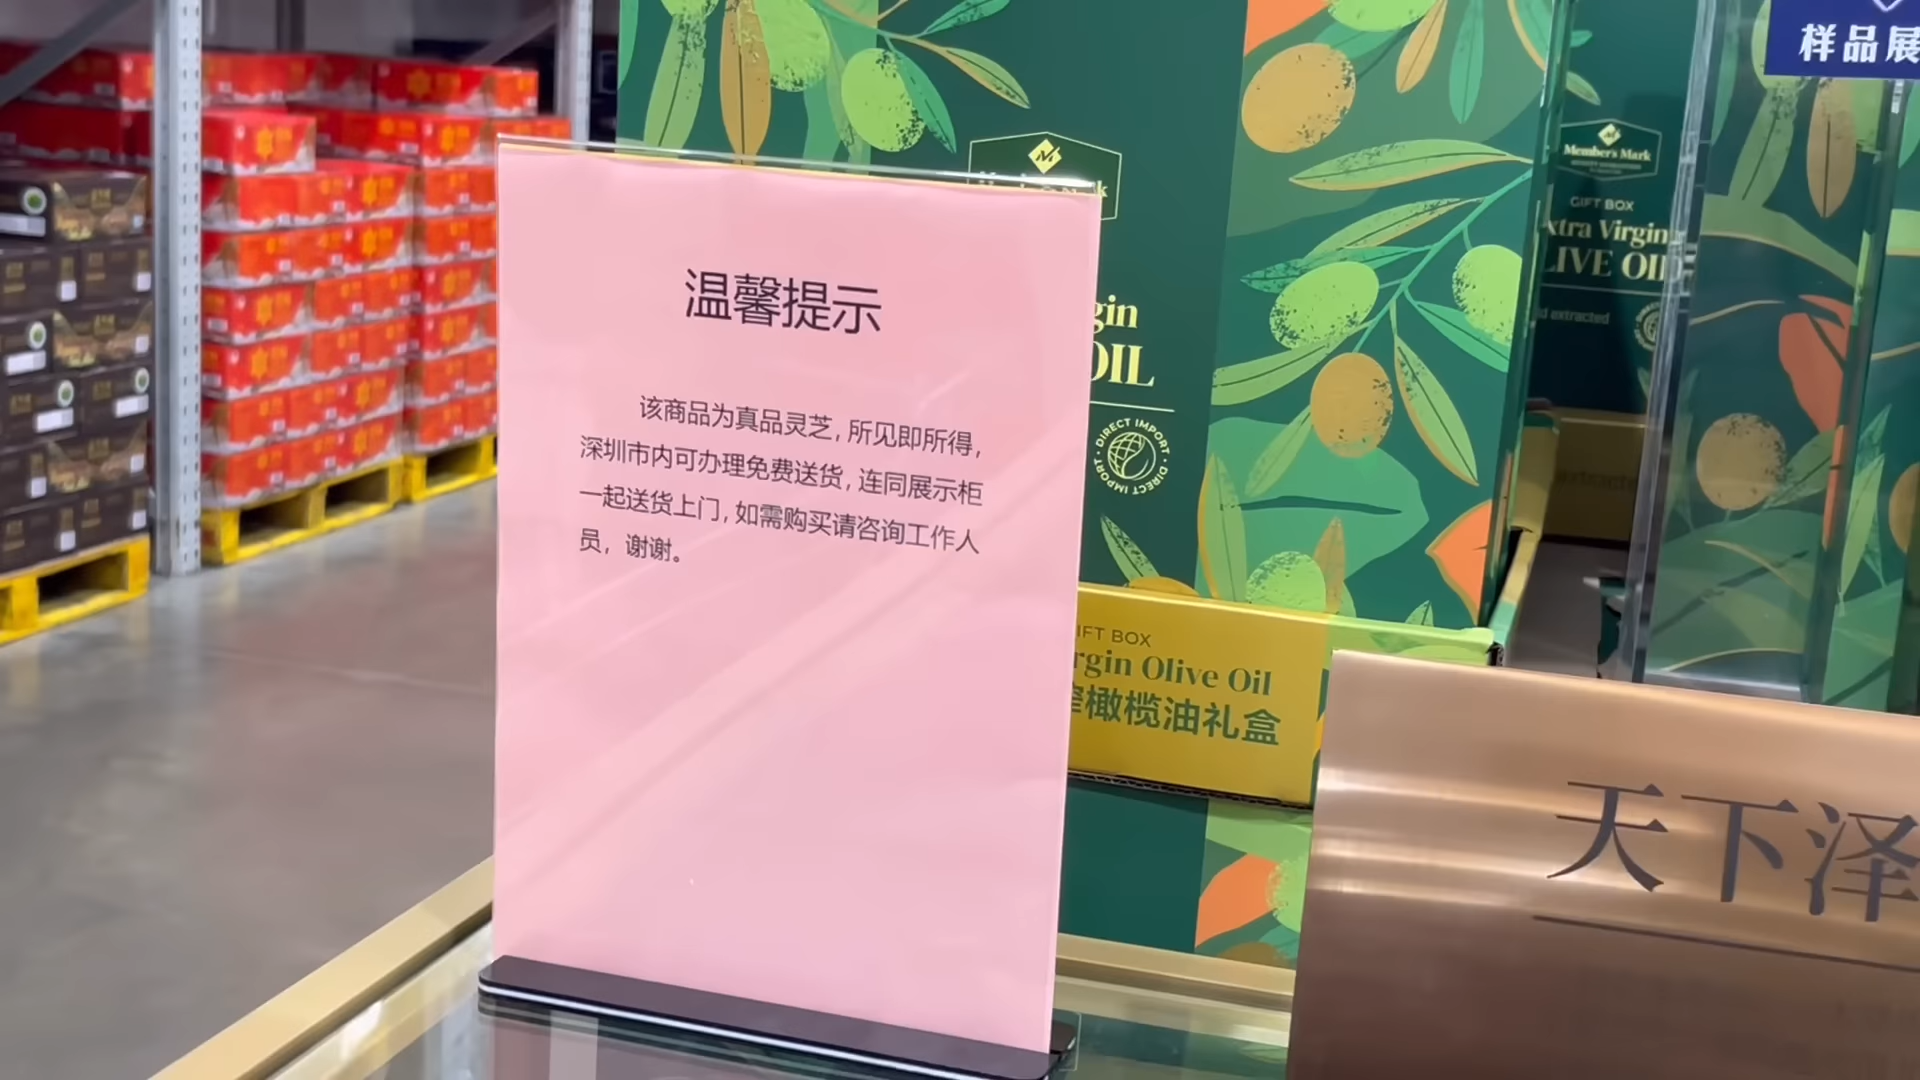 温馨提示
该商品为真品灵芝，所见即所得，
深圳市内可办理免费送货，连同展示柜
一起送货上门，如需购买请咨询工作人
员，谢谢。
样品展
Member's Mark
GIFT BOX
xtra Virgin
LIVE OIL
d extracted
gin
OIL
DIRECT IMPORT · DIRECT IMPORT ·
IFT BOX
rgin Olive Oil
榨橄榄油礼盒
天下泽